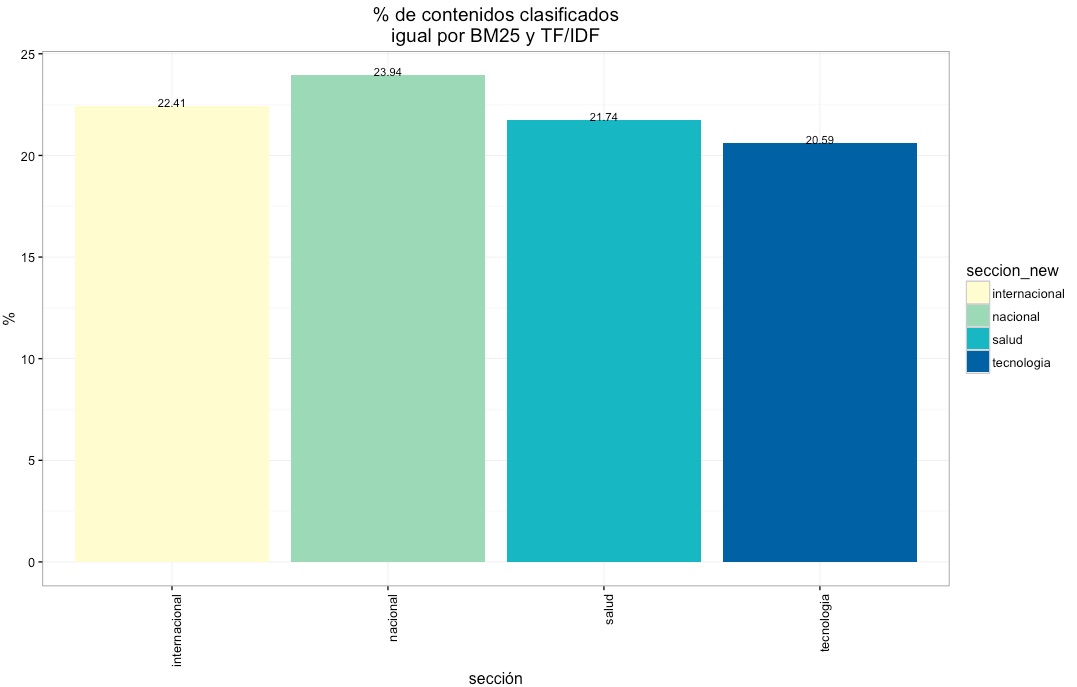 % de contenidos clasificados
igual por BM25 y TF/IDF
25
20
15
10
5
0
%
22.41
23.94
21.74
20.59
internacional
nacional
salud
tecnologia
sección
seccion_new
internacional
nacional
salud
tecnologia